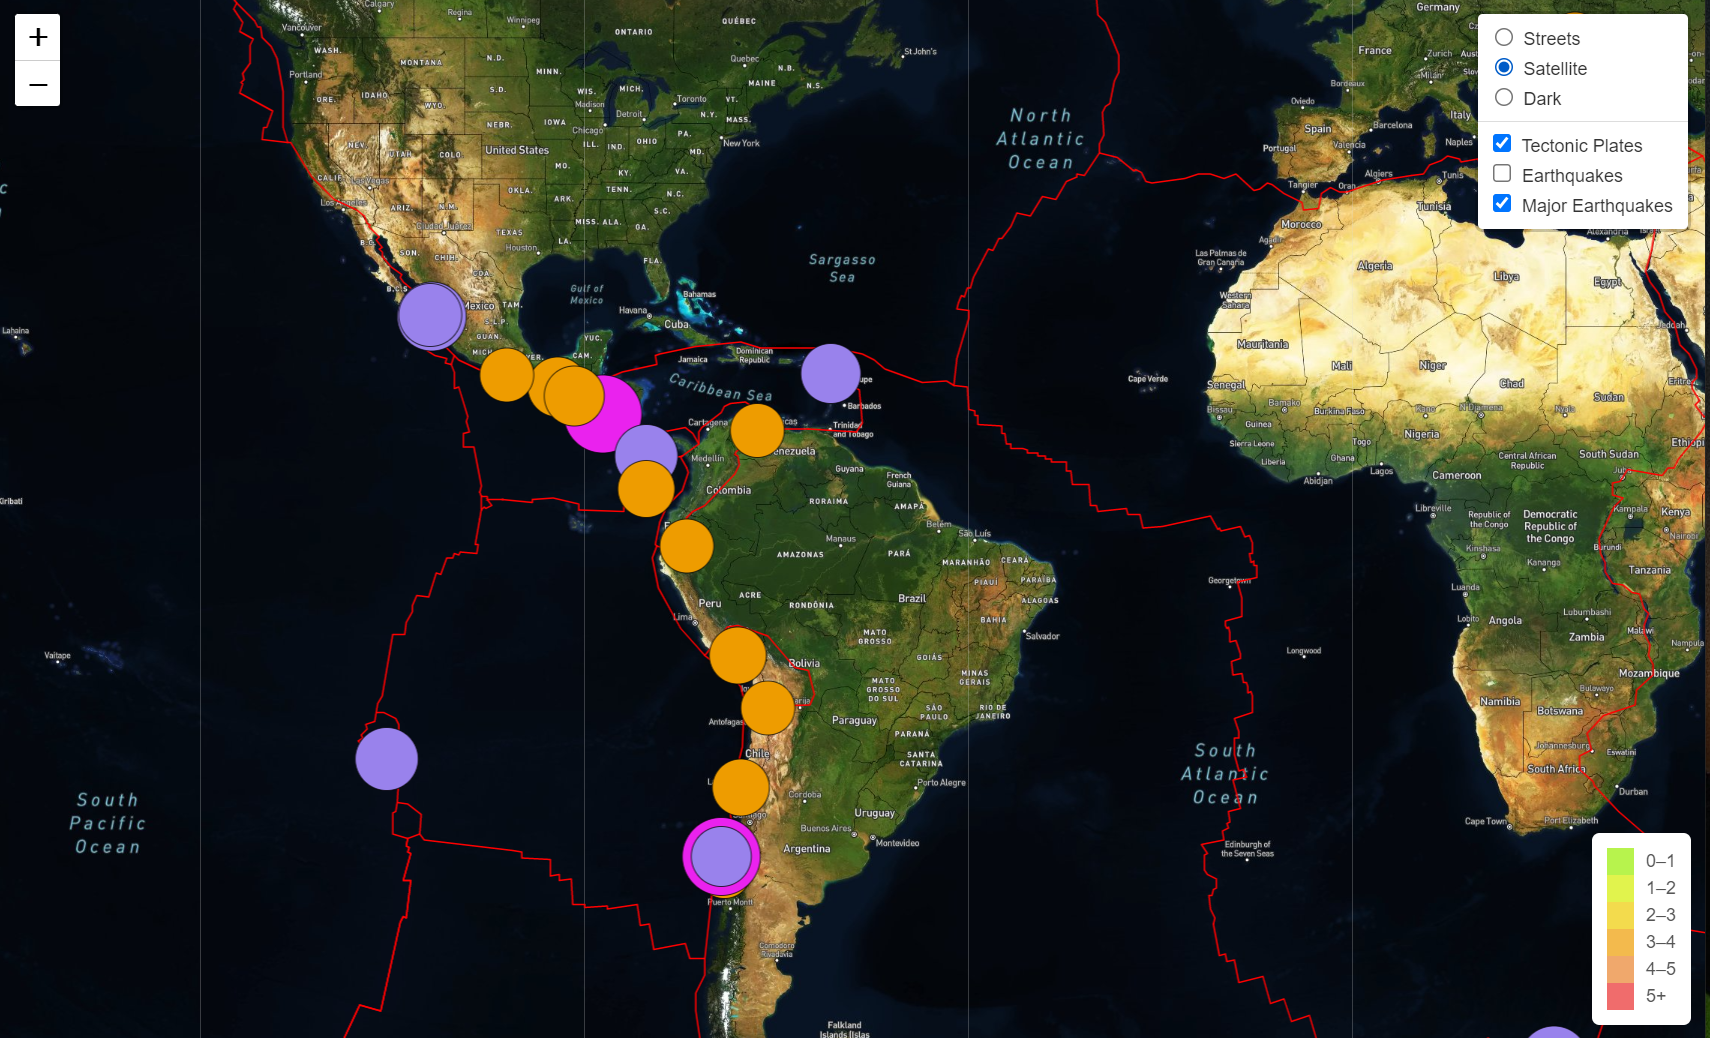 +
−
Streets
Satellite
Dark
Tectonic Plates
Earthquakes
Major Earthquakes
Calgary
Regina
Winnipeg
Vancouver
ONTARIO
QUÉBEC
St John's
WASH.
MONTANA
N.D.
MINN.
Quebec
N.B.
Portland
MAINE
N.S.
ORE.
IDAHO
WYO.
S.D.
WIS.
MICH.
Madison
Toronto
VT.
Detroit
N.Y.
MASS.
NEBR.
IOWA
Chicago
NEV.
UTAH
COLO.
United States
ILL.
IND.
OHIO
PA.
New York
MO.
KY.
MD.
VA.
CALIF.
Las Vegas
OKLA.
TENN.
N.C.
ARK.
Los Angeles
ARIZ.
N.M.
S.C.
MISS.
ALA.
GA.
Ciudad Juárez
TEXAS
LA.
B.C.
SON.
CHIH.
Houston
FLA.
COA.
B.C.S.
Gulf of
Mexico
Bahamas
Mexico
TAM.
Havana
Cuba
S.L.P.
GUAN.
YUC.
MICH
VER.
CAM.
Jamaica
Dominican
Republic
Caribbean Sea
upe
Barbados
Cartagena
cas
Trinidad
and Tobago
Medellín
enezuela
Guyana
French
Guiana
Colombia
RORAIMA
AMAPÁ
Belém
São Luís
Manaus
AMAZONAS
PARÁ
MARANHÃO
CEARÁ
PIAUÍ
PARAÍBA
ACRE
Peru
RONDÔNIA
Brazil
ALAGOAS
Lima
BAHIA
MATO
GROSSO
Salvador
Bolivia
GOIÁS
MATO
GROSSO
DO SUL
MINAS
GERAIS
arija
SÃO
PAULO
RIO DE
JANEIRO
Antofagas
Paraguay
PARANÁ
Chile
SANTA
CATARINA
Porto Alegre
Córdoba
Uruguay
Buenos Aires
Montevideo
Argentina
Puerto Montt
Comodoro
Rivadavia
Falkland
Islands (Islas
North
Atlantic
Ocean
Sargasso
Sea
South
Pacific
Ocean
South
Atlantic
Ocean
Lahaina
Kiribati
Vaitape
Germany
France
Zurich
Aust
Milan
Bordeaux
Oviedo
Italy
Spain
Barcelona
Naples
Portugal
Valencia
Algiers
Tunis
Tangier
Oran
Tunisia
Morocco
Alexandria
Agadir
Las Palmas de
Gran Canaria
Algeria
Libya
Egypt
Western
Sahara
Jeddah
Mauritania
Mali
Niger
Chad
Cape Verde
Senegal
Sudan
Eritrea
Bissau
Bamako
Burkina Faso
Kano
N'Djamena
Nyala
Guinea
Nigeria
Sierra Leone
Togo
Ethiopi
Liberia
Ghana
Lagos
Central African
Republic
South Sudan
Juba
Abidjan
Cameroon
Libreville
Republic of
the Congo
Democratic
Republic of
the Congo
Kampala
Kenya
Nairobi
Kinshasa
Burundi
Kananga
Tanzania
Georgetown
Luanda
Lubumbashi
Lobito
Angola
Zambia
Malawi
Nampula
Longwood
Mozambique
Bulawayo
Namibia
Botswana
Johannesburg
Eswatini
South Africa
Durban
Cape Town
Port Elizabeth
Edinburgh of
the Seven Seas
0–1
1–2
2–3
3–4
4–5
5+